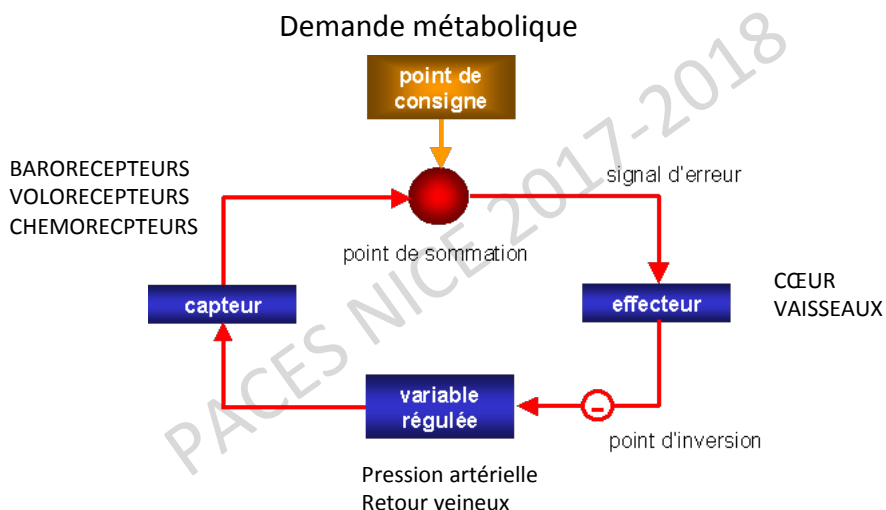 Demande métabolique
point de
consigne
BARORECEPTEURS
VOLORECEPTEURS
CHEMORECPTEURS
signal d'erreur
point de sommation
capteur
effecteur
CŒUR
VAISSEAUX
variable
régulée
-
point d'inversion
Pression artérielle
Retour veineux
PACES NICE 2017-2018